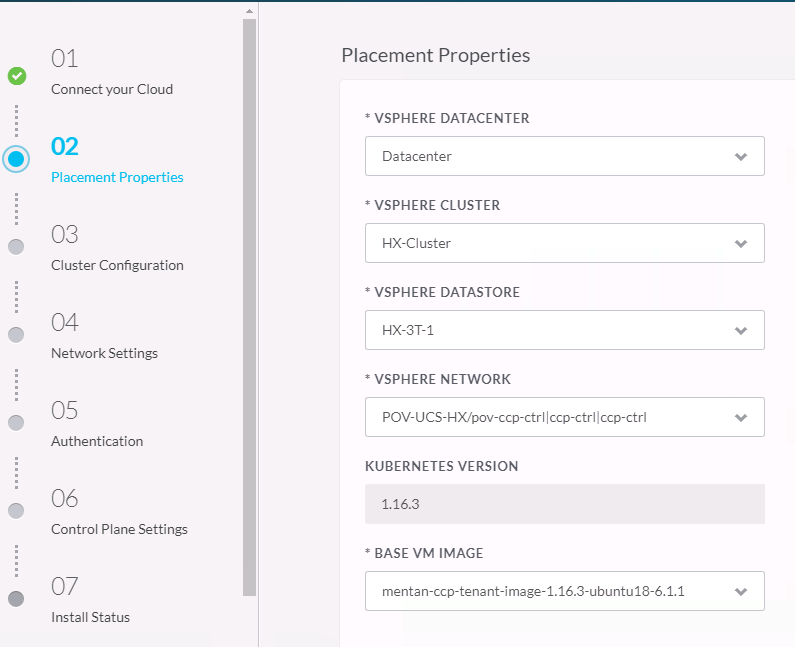 01
Connect your Cloud
02
Placement Properties
03
Cluster Configuration
04
Network Settings
05
Authentication
06
Control Plane Settings
07
Install Status
Placement Properties
* VSPHERE DATACENTER
Datacenter
* VSPHERE CLUSTER
HX-Cluster
* VSPHERE DATASTORE
HX-3T-1
* VSPHERE NETWORK
POV-UCS-HX/pov-ccp-ctrl|ccp-ctrl|ccp-ctrl
KUBERNETES VERSION
1.16.3
* BASE VM IMAGE
mentan-ccp-tenant-image-1.16.3-ubuntu18-6.1.1